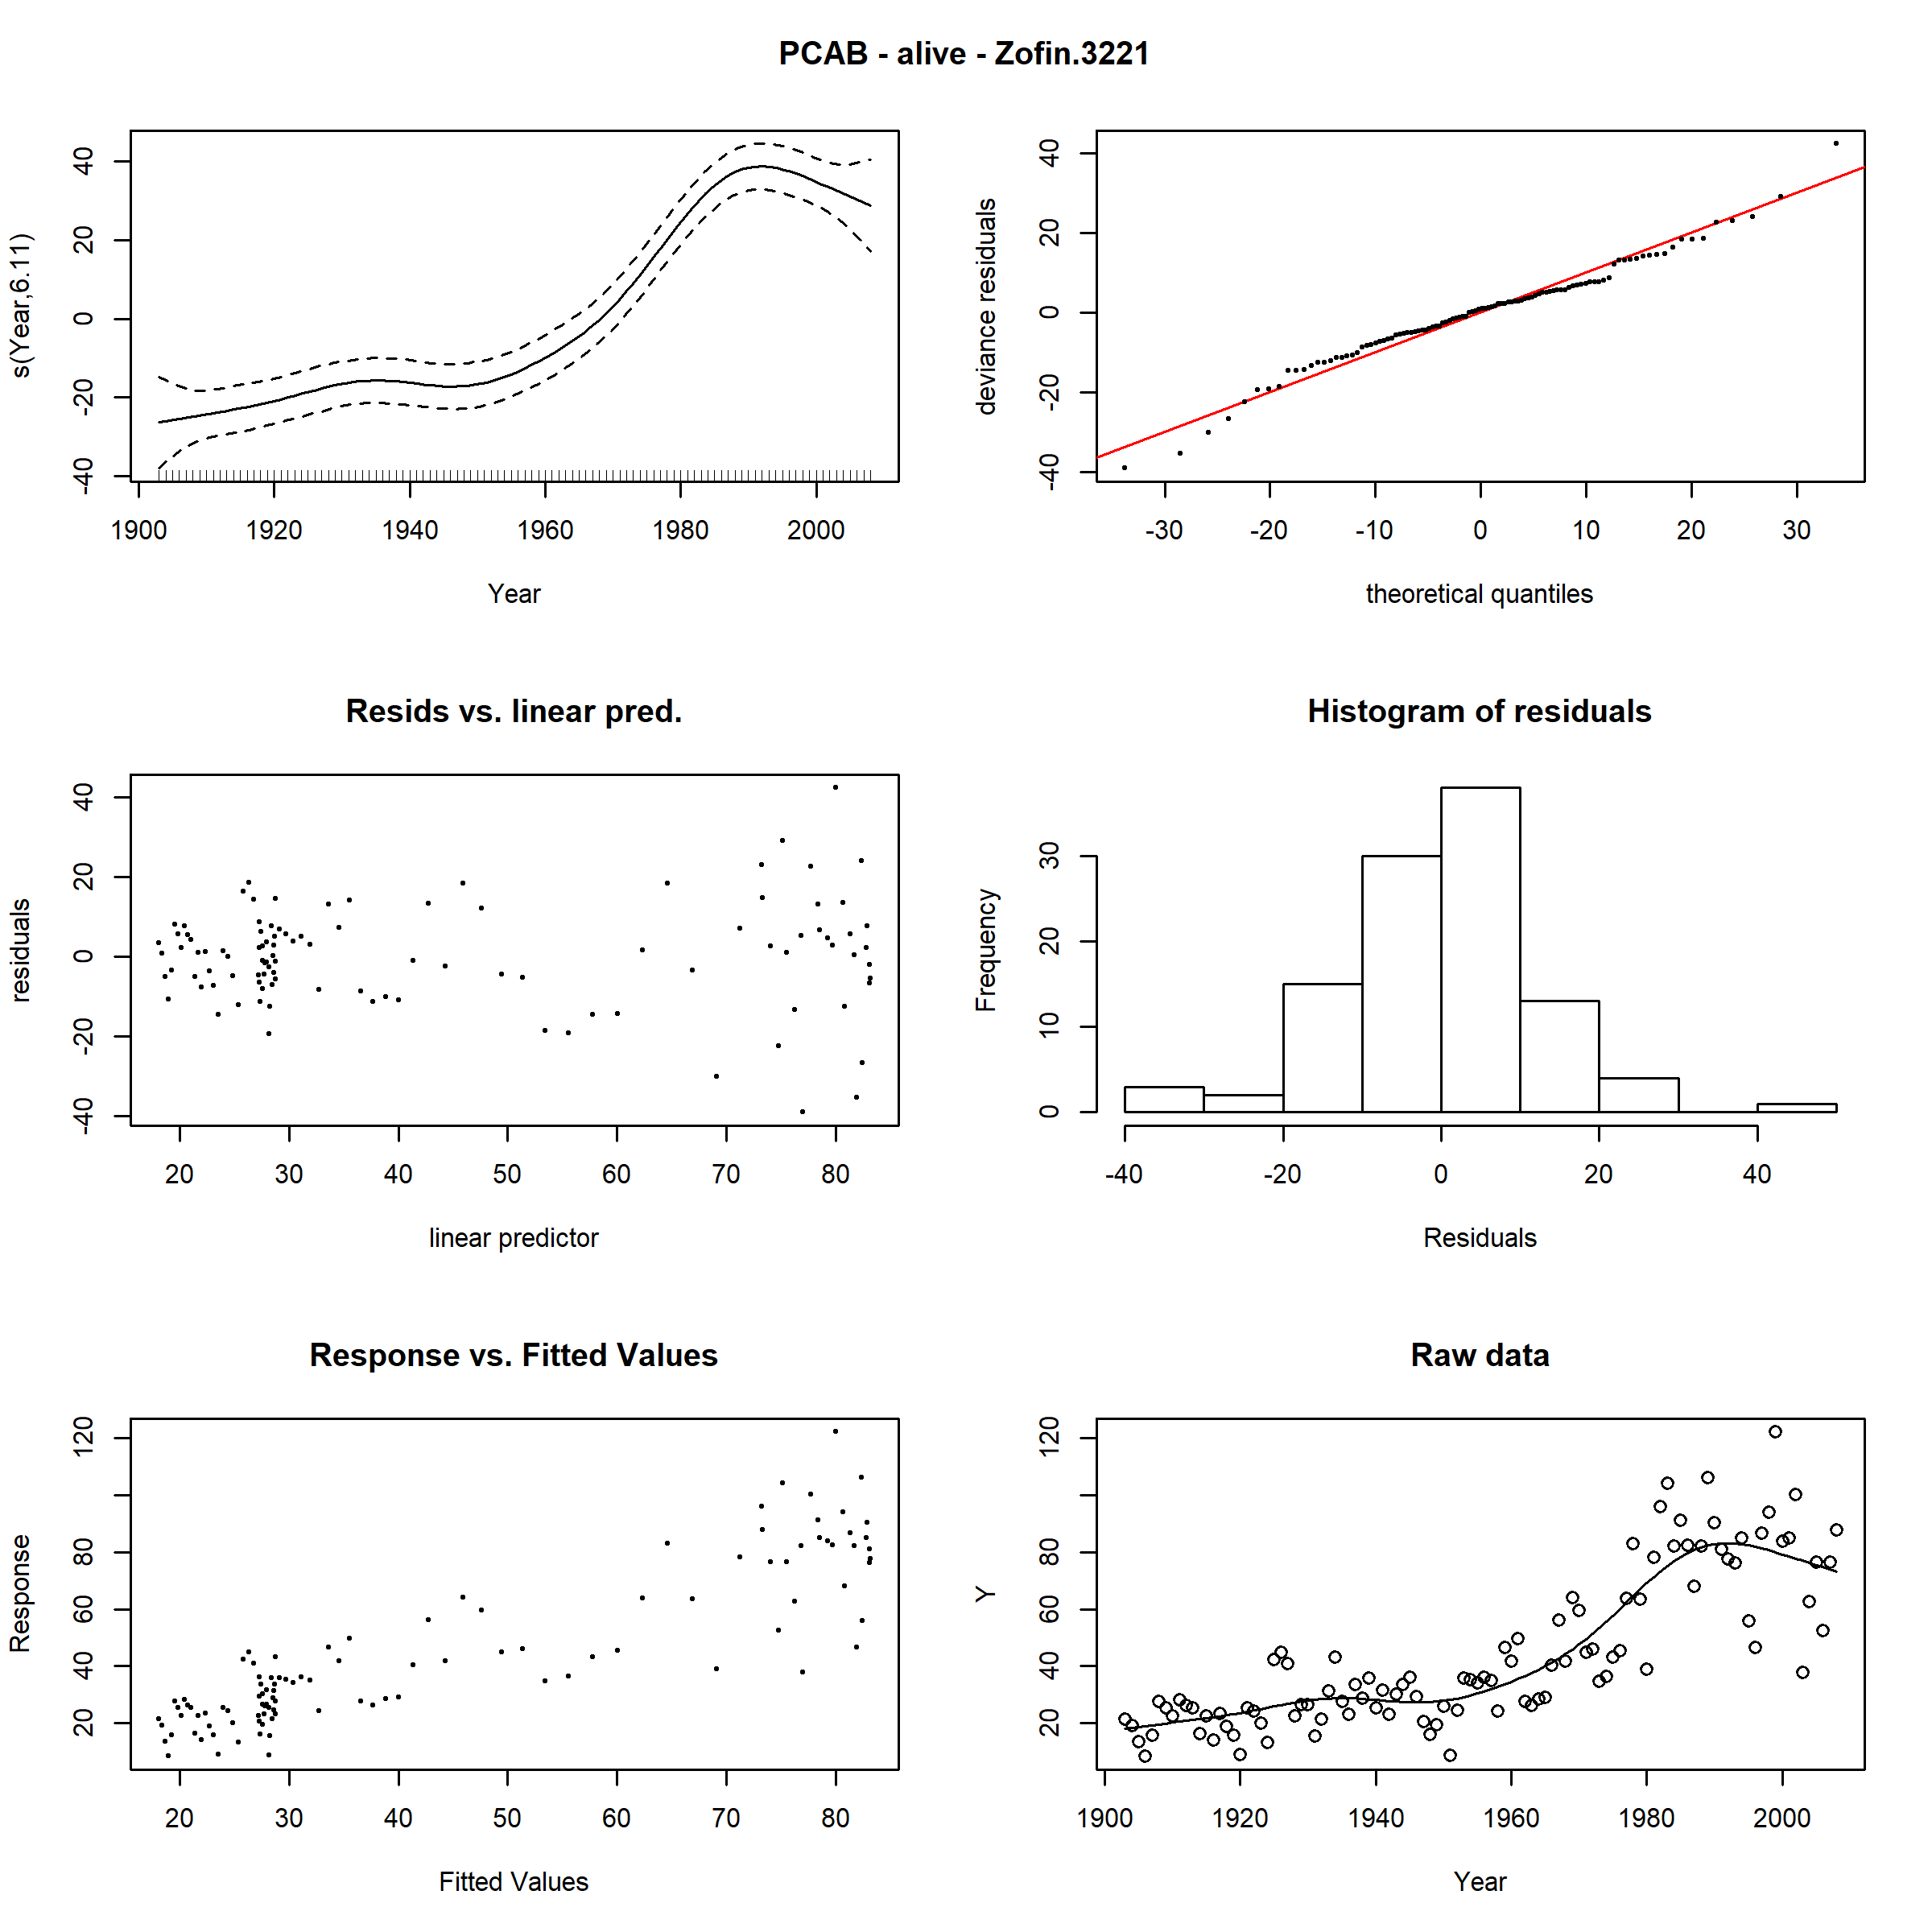 PCAB - alive - Zofin.3221
s(Year,6.11)
40
20
0
-20
-40
1900 1920 1940 1960 1980 2000
Year
deviance residuals
40
20
0
-20
-40
-30 -20 -10 0 10 20 30
theoretical quantiles
Resids vs. linear pred.
residuals
40
20
0
-20
-40
20 30 40 50 60 70 80
linear predictor
Histogram of residuals
Frequency
30
20
10
0
-40 -20 0 20 40
Residuals
Response vs. Fitted Values
Response
120
80
60
40
20
20 30 40 50 60 70 80
Fitted Values
Raw data
Y
120
80
60
40
20
1900 1920 1940 1960 1980 2000
Year